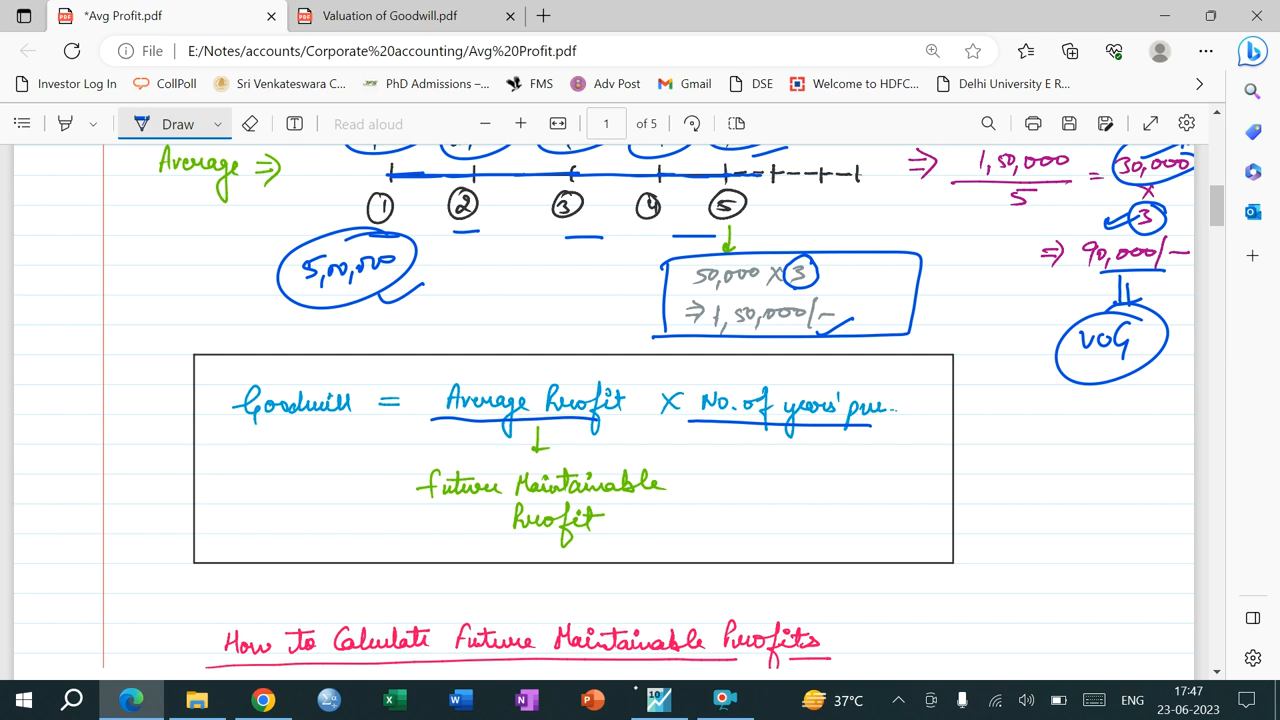 *Avg Profit.pdf
Valuation of Goodwill.pdf
File E:/Notes/accounts/Corporate%20accounting/Avg%20Profit.pdf
Investor Log In CollPoll Sri Venkateswara C... PhD Admissions –... FMS Adv Post Gmail DSE Welcome to HDFC... Delhi University E R...
Draw Read aloud 1 of 5
Average ⇒
⇒ 1,50,000 / 5 = 30,000
1 2 3 4 5
× 3
5,00,000
⇒ 90,000/-
50,000 × 3
⇒ 1,50,000/-
VOG
Goodwill = Average Profit × No. of years' pur..
Future Maintainable
Profit
How to Calculate Future Maintainable Profits
37°C ENG 17:47
23-06-2023